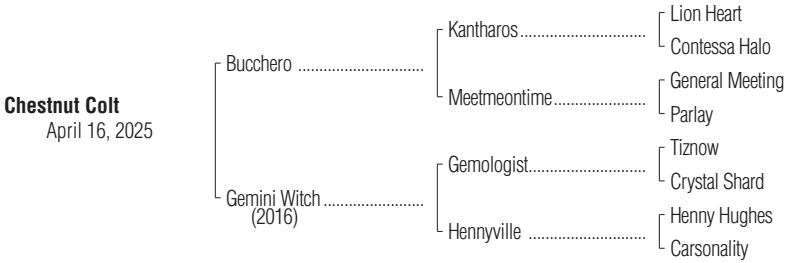 Lion Heart
Kantharos
Contessa Halo
Bucchero
General Meeting
Meetmeontime
Parlay
Chestnut Colt
April 16, 2025
Tiznow
Gemologist
Crystal Shard
Gemini Witch
(2016)
Henny Hughes
Hennyville
Carsonality